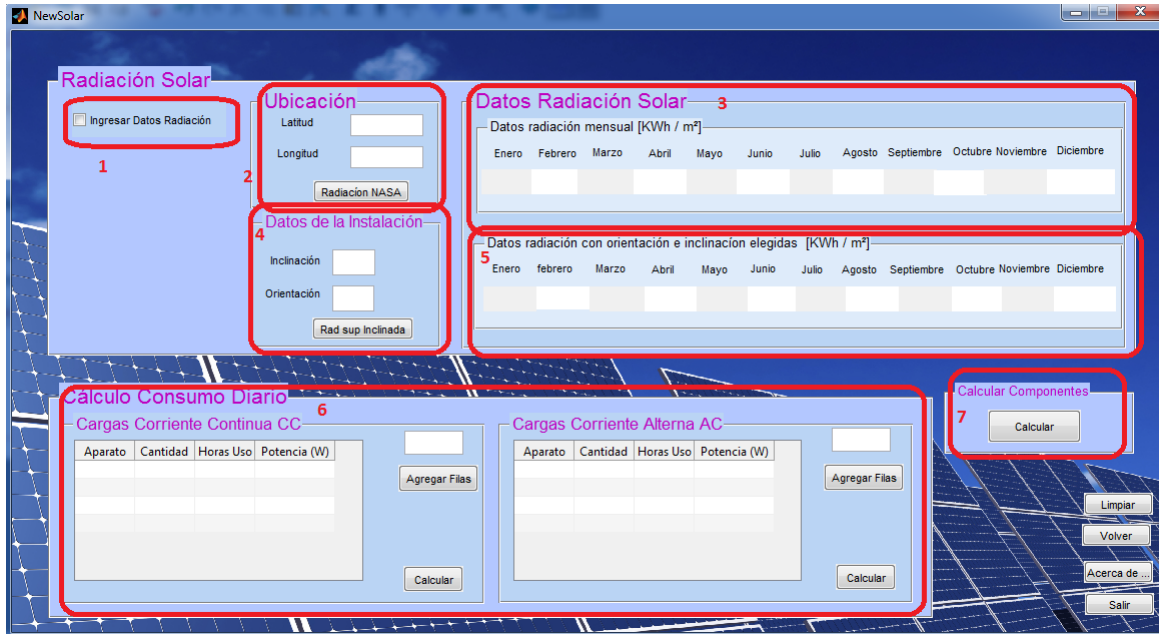 NewSolar
Radiación Solar
Ingresar Datos Radiación
1
Ubicación
Latitud
Longitud
2
Radiacion NASA
Datos Radiación Solar 3
Datos radiación mensual [KWh / m²]
Enero Febrero Marzo Abril Mayo Junio Julio Agosto Septiembre Octubre Noviembre Diciembre
Datos de la Instalación
4
Inclinación
Orientación
Rad sup Inclinada
Datos radiación con orientación e inclinacíon elegidas [KWh / m²]
5
Enero febrero Marzo Abril Mayo Junio Julio Agosto Septiembre Octubre Noviembre Diciembre
Cálculo Consumo Diario 6
Cargas Corriente Continua CC
Aparato Cantidad Horas Uso Potencia (W)
Agregar Filas
Calcular
Cargas Corriente Alterna AC
Aparato Cantidad Horas Uso Potencia (W)
Agregar Filas
Calcular
Calcular Componentes
7 Calcular
Limpiar
Volver
Acerca de ...
Salir